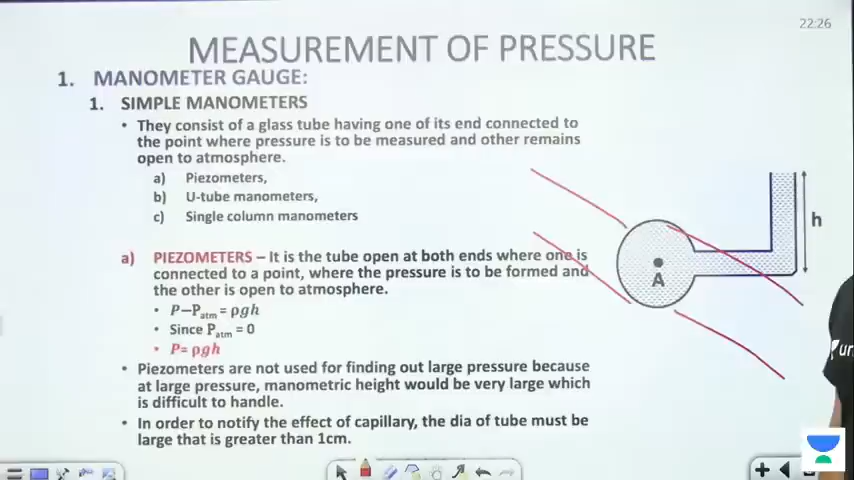 22:26
MEASUREMENT OF PRESSURE
1. MANOMETER GAUGE:
1. SIMPLE MANOMETERS
• They consist of a glass tube having one of its end connected to
the point where pressure is to be measured and other remains
open to atmosphere.
a) Piezometers,
b) U-tube manometers,
c) Single column manometers
a) PIEZOMETERS – It is the tube open at both ends where one is
connected to a point, where the pressure is to be formed and
the other is open to atmosphere.
• P–Patm = ρgh
• Since Patm = 0
• P= ρgh
• Piezometers are not used for finding out large pressure because
at large pressure, manometric height would be very large which
is difficult to handle.
• In order to notify the effect of capillary, the dia of tube must be
large that is greater than 1cm.
h
A